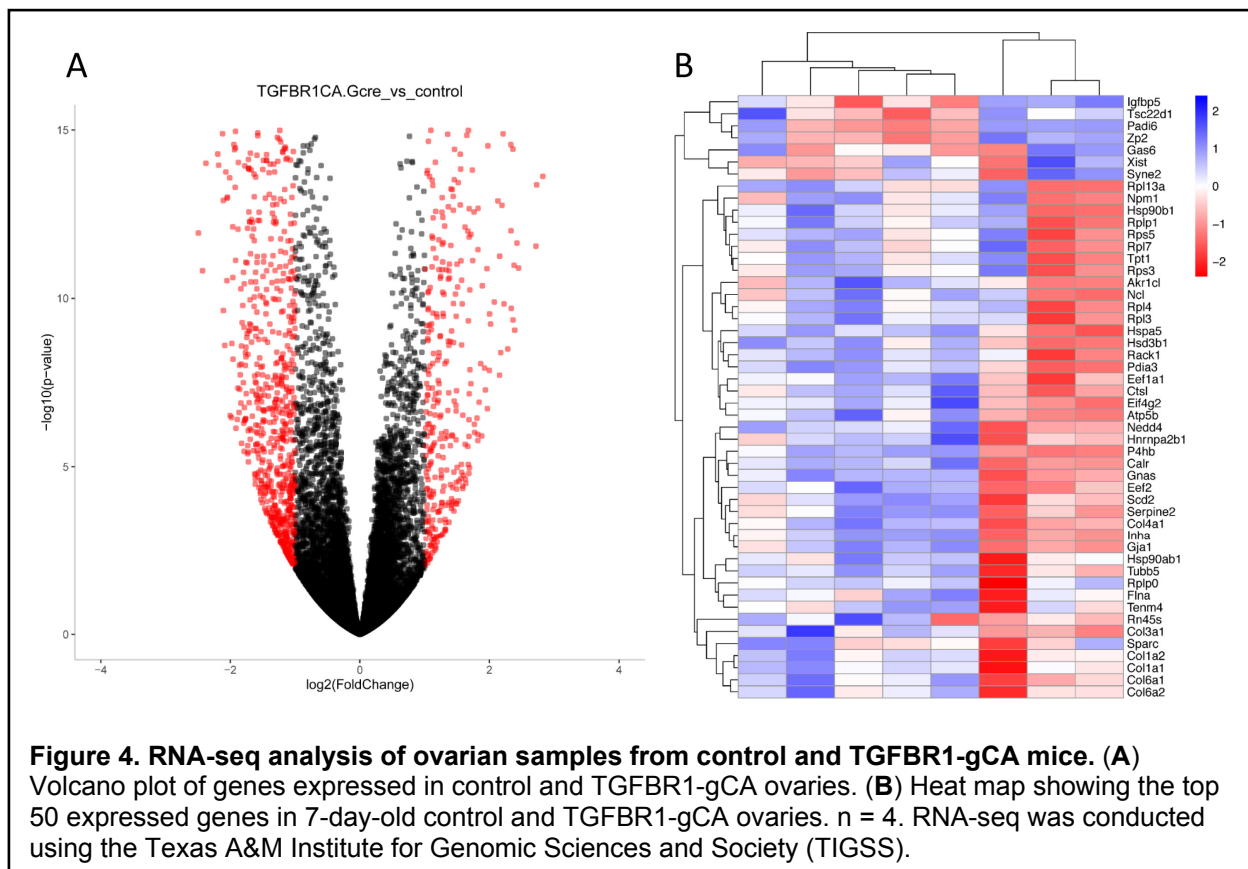 A
TGFBR1CA.Gcre_vs_control
15
10
5
0
−log10(p−value)
−4
−2
0
2
4
log2(FoldChange)
B
Igfbp5
Tsc22d1
Padi6
Zp2
Gas6
Xist
Syne2
Rpl13a
Npm1
Hsp90b1
Rplp1
Rps5
Rpl7
Tpt1
Rps3
Akr1cl
Ncl
Rpl4
Rpl3
Hspa5
Hsd3b1
Rack1
Pdia3
Eef1a1
Ctsl
Eif4g2
Atp5b
Nedd4
Hnrnpa2b1
P4hb
Calr
Gnas
Eef2
Scd2
Serpine2
Col4a1
Inha
Gja1
Hsp90ab1
Tubb5
Rplp0
Flna
Tenm4
Rn45s
Col3a1
Sparc
Col1a2
Col1a1
Col6a1
Col6a2
2
1
0
−1
−2
Figure 4. RNA-seq analysis of ovarian samples from control and TGFBR1-gCA mice. (A)
Volcano plot of genes expressed in control and TGFBR1-gCA ovaries. (B) Heat map showing the top
50 expressed genes in 7-day-old control and TGFBR1-gCA ovaries. n = 4. RNA-seq was conducted
using the Texas A&M Institute for Genomic Sciences and Society (TIGSS).